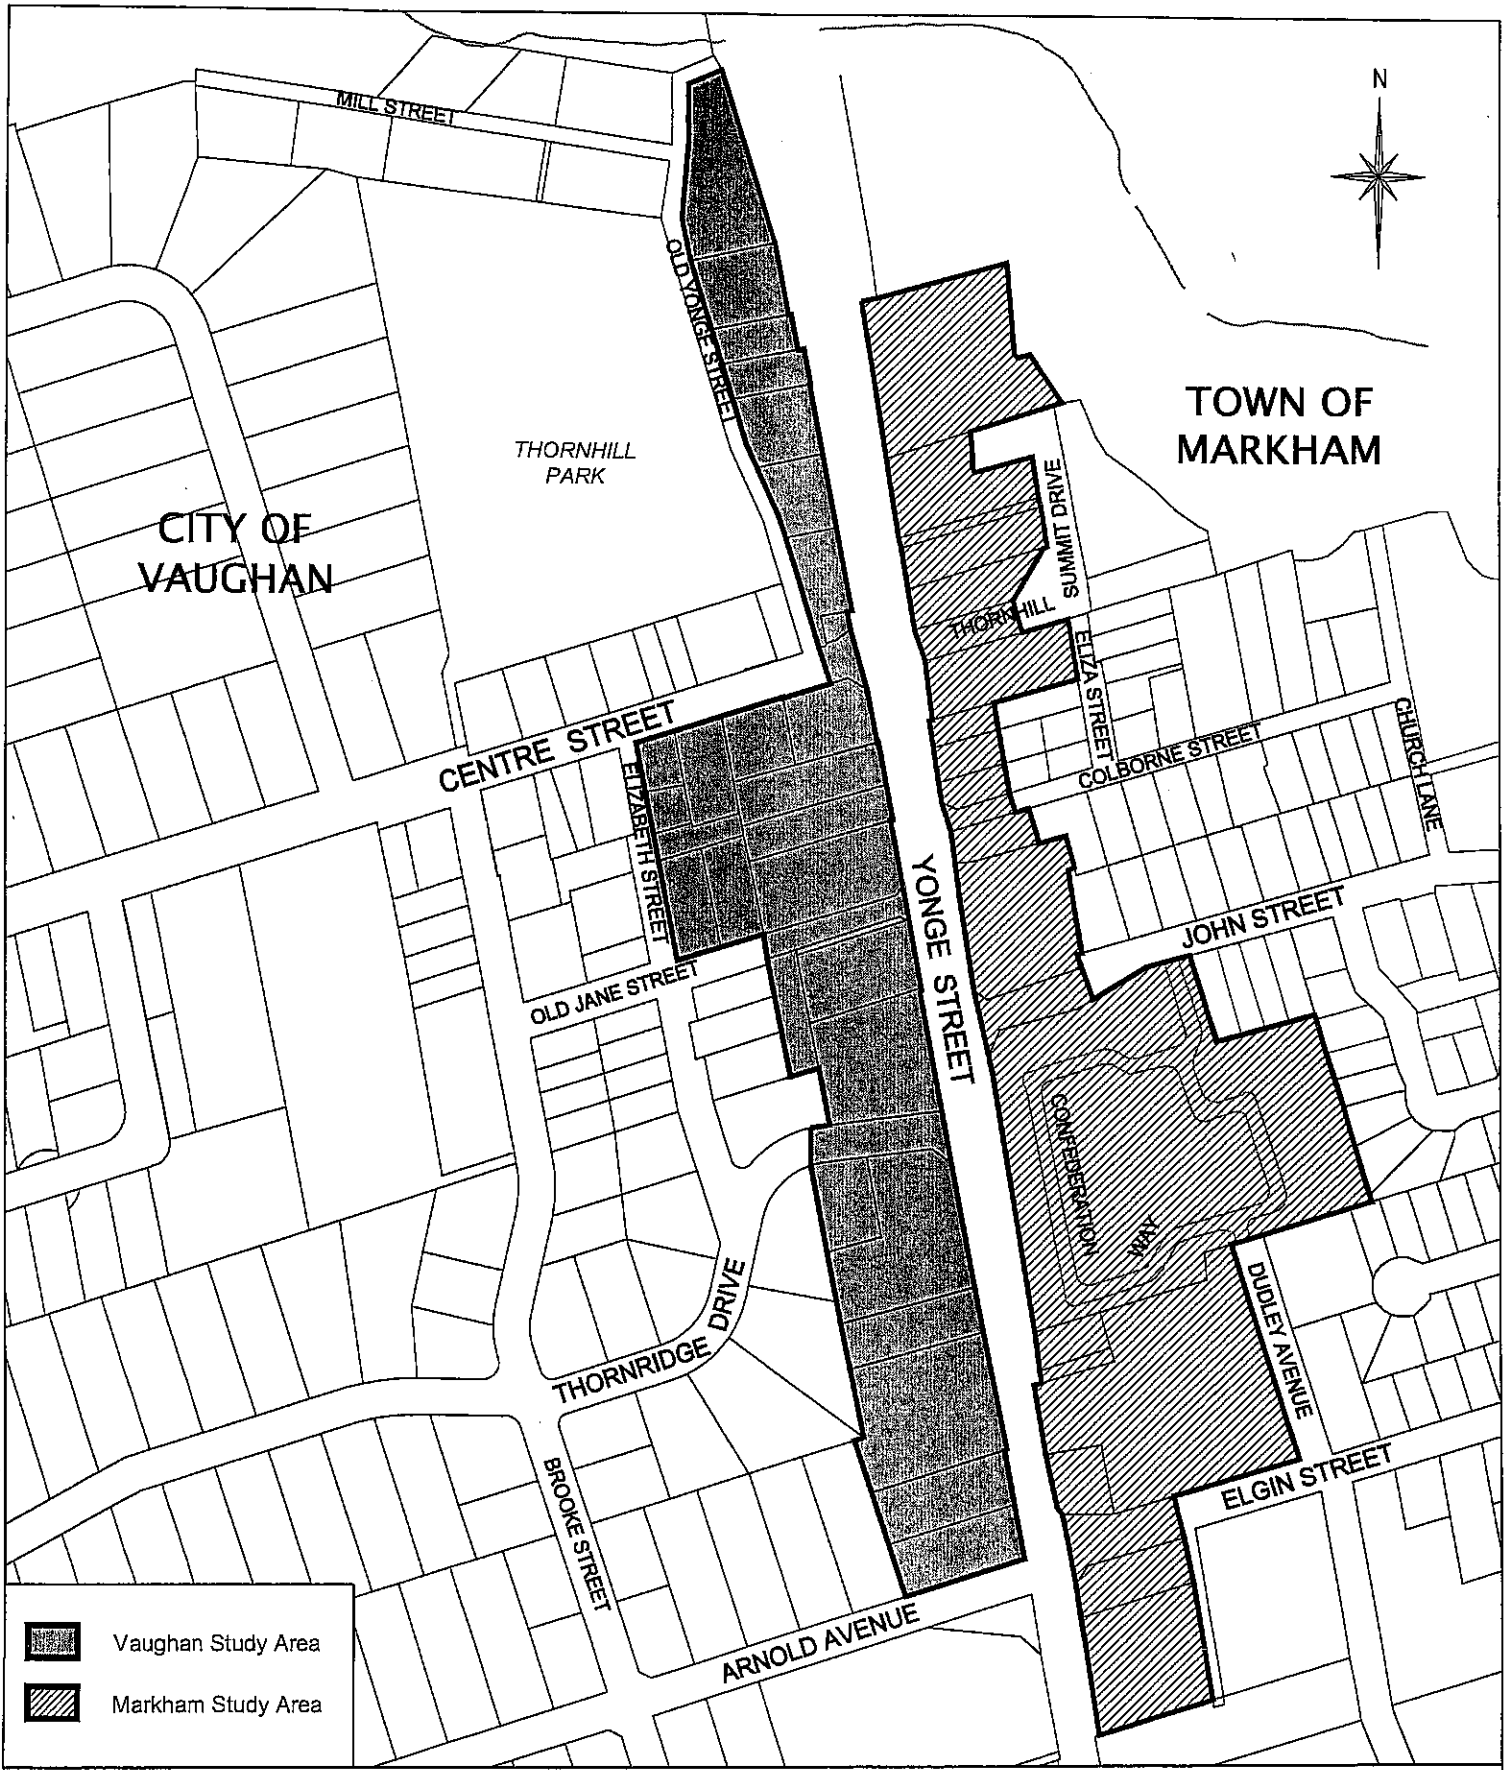 N
MILL STREET
OLD YONGE STREET
TOWN OF
MARKHAM
THORNHILL
PARK
SUMMIT DRIVE
CITY OF
VAUGHAN
THORNHILL
ELIZA STREET
CENTRE STREET
CHURCH LANE
COLBORNE STREET
ELIZABETH STREET
YONGE STREET
JOHN STREET
OLD JANE STREET
CONFEDERATION
WAY
DUDLEY AVENUE
THORNRIDGE DRIVE
BROOKE STREET
ELGIN STREET
ARNOLD AVENUE
Vaughan Study Area
Markham Study Area